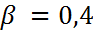 β = 0,4